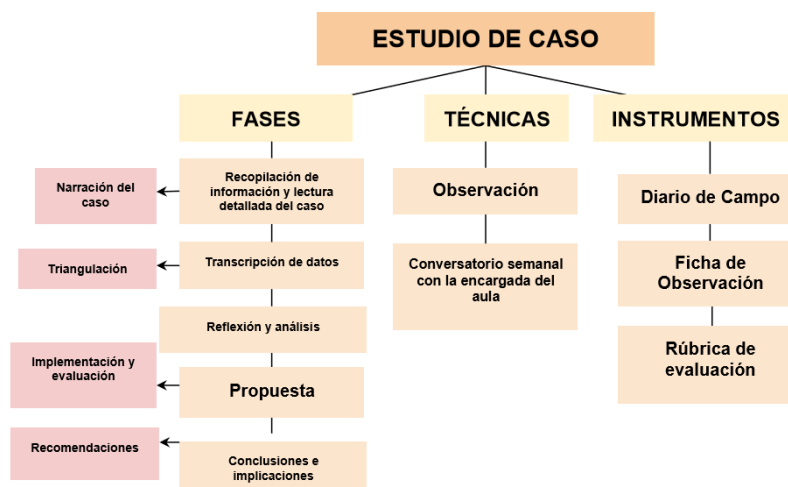 ESTUDIO DE CASO
FASES
TÉCNICAS
INSTRUMENTOS
Narración del
caso
Recopilación de
información y lectura
detallada del caso
Triangulación
Transcripción de datos
Reflexión y análisis
Implementación y
evaluación
Propuesta
Recomendaciones
Conclusiones e
implicaciones
Observación
Conversatorio semanal
con la encargada del
aula
Diario de Campo
Ficha de
Observación
Rúbrica de
evaluación